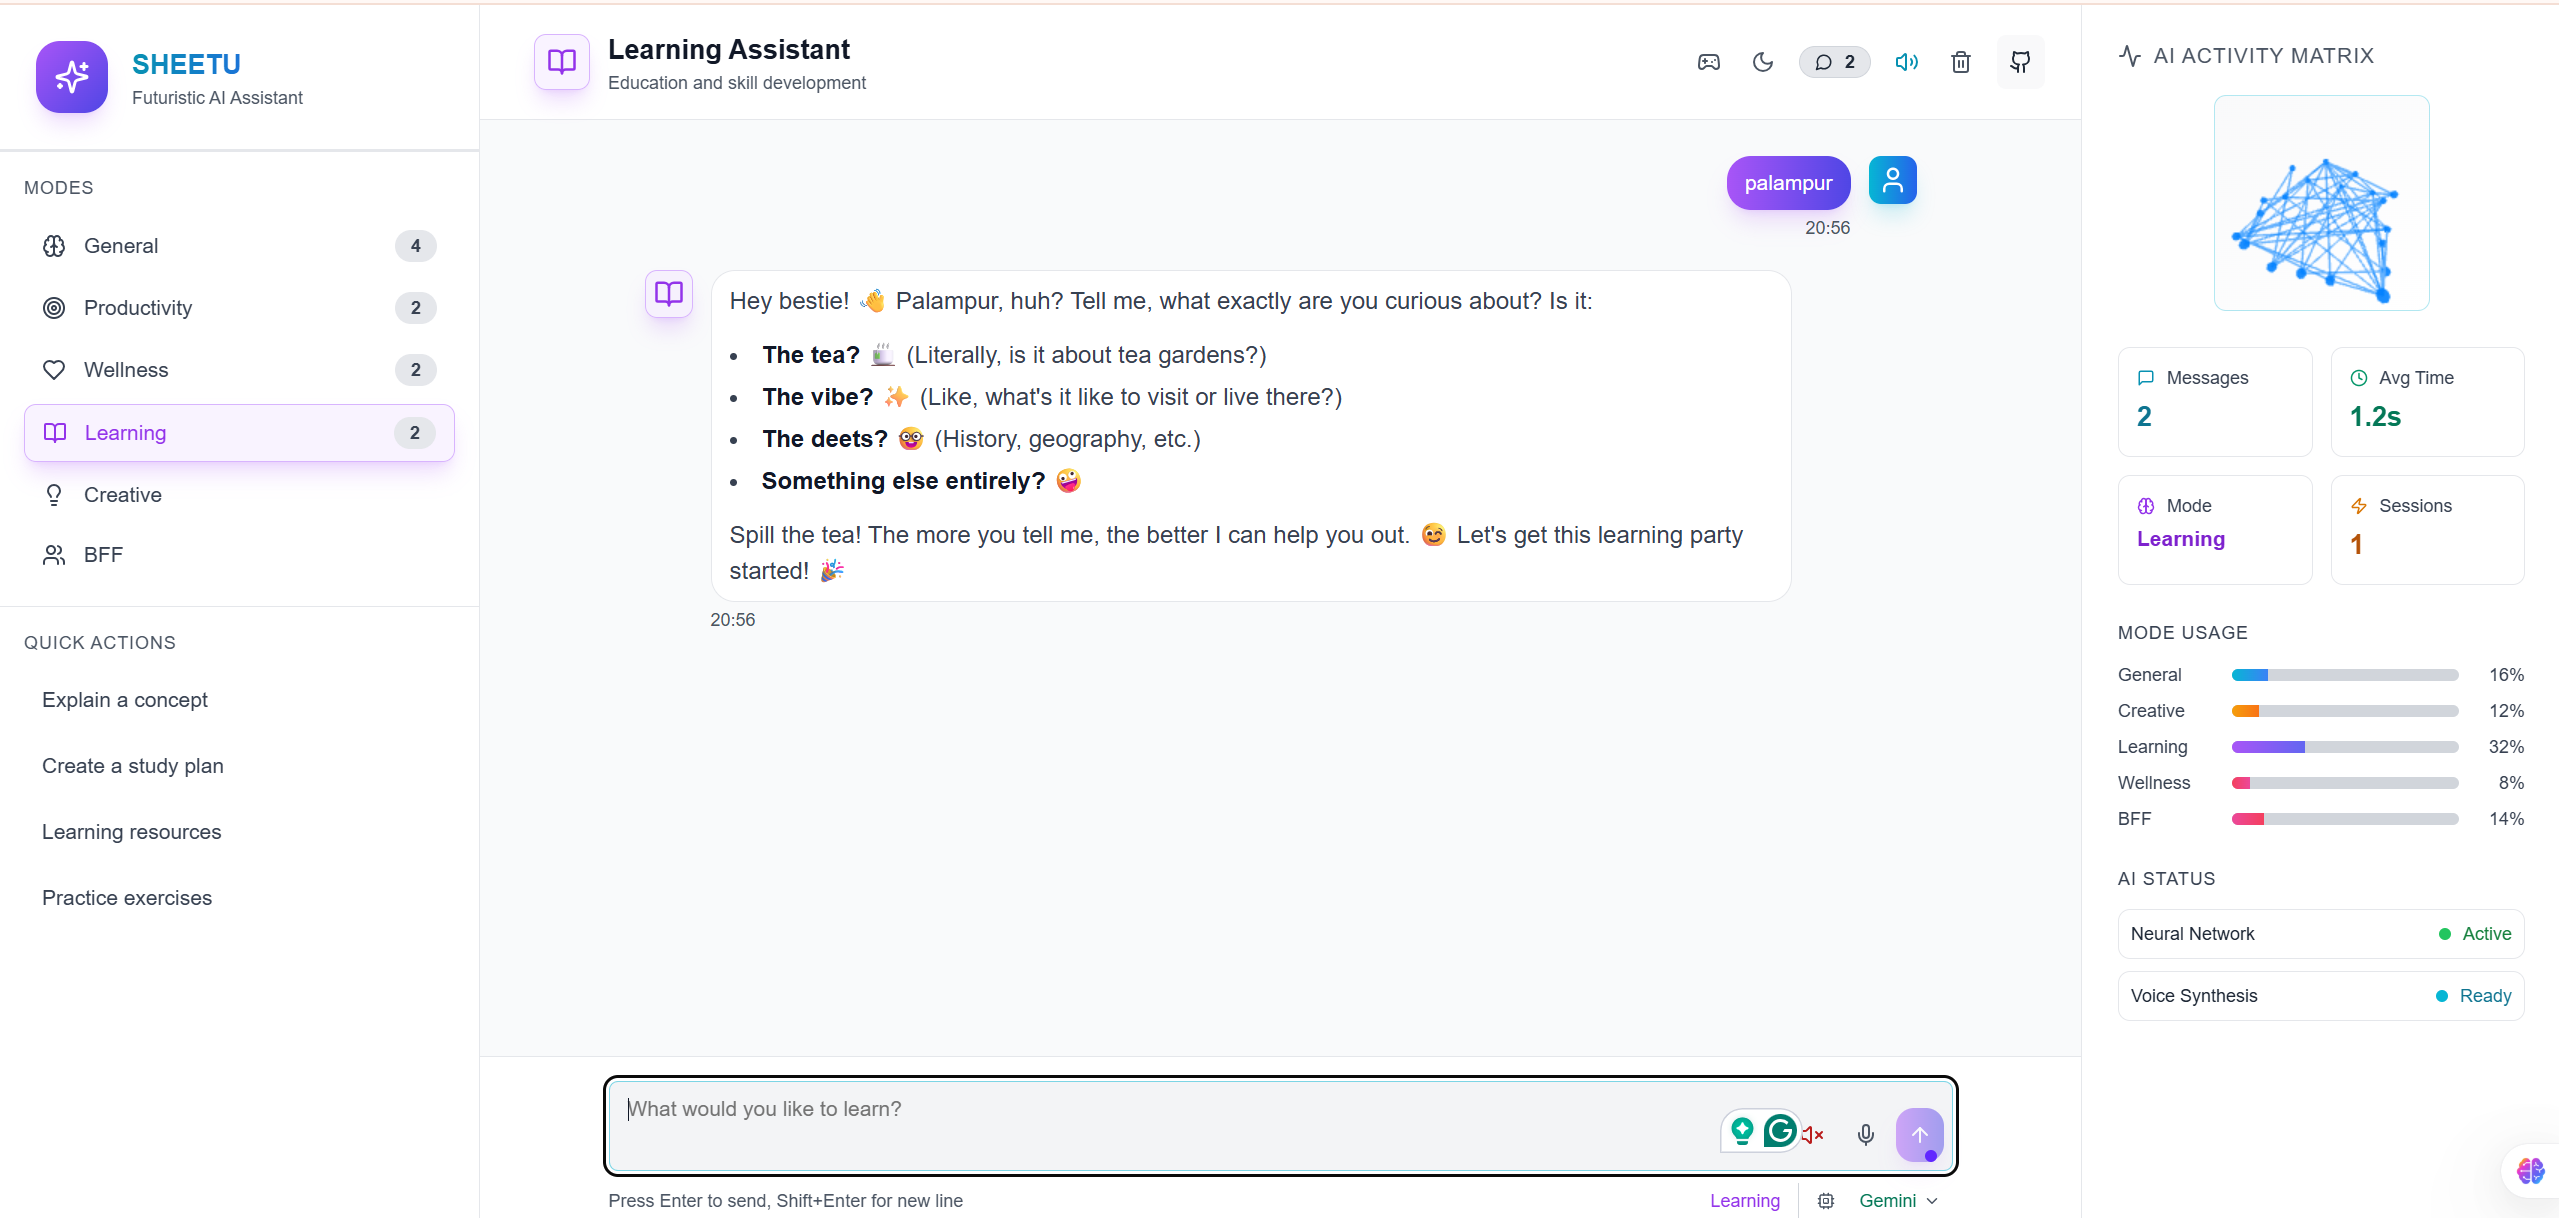 SHEETU
Futuristic AI Assistant
MODES
General 4
Productivity 2
Wellness 2
Learning 2
Creative
BFF
QUICK ACTIONS
Explain a concept
Create a study plan
Learning resources
Practice exercises
Learning Assistant
Education and skill development
2
palampur
20:56
Hey bestie! 👋 Palampur, huh? Tell me, what exactly are you curious about? Is it:
• The tea? 🍵 (Literally, is it about tea gardens?)
• The vibe? ✨ (Like, what's it like to visit or live there?)
• The deets? 🤓 (History, geography, etc.)
• Something else entirely? 🤪
Spill the tea! The more you tell me, the better I can help you out. 😉 Let's get this learning party
started! 🎉
20:56
What would you like to learn?
Press Enter to send, Shift+Enter for new line
Learning
Gemini
AI ACTIVITY MATRIX
Messages
2
Avg Time
1.2s
Mode
Learning
Sessions
1
MODE USAGE
General 16%
Creative 12%
Learning 32%
Wellness 8%
BFF 14%
AI STATUS
Neural Network Active
Voice Synthesis Ready